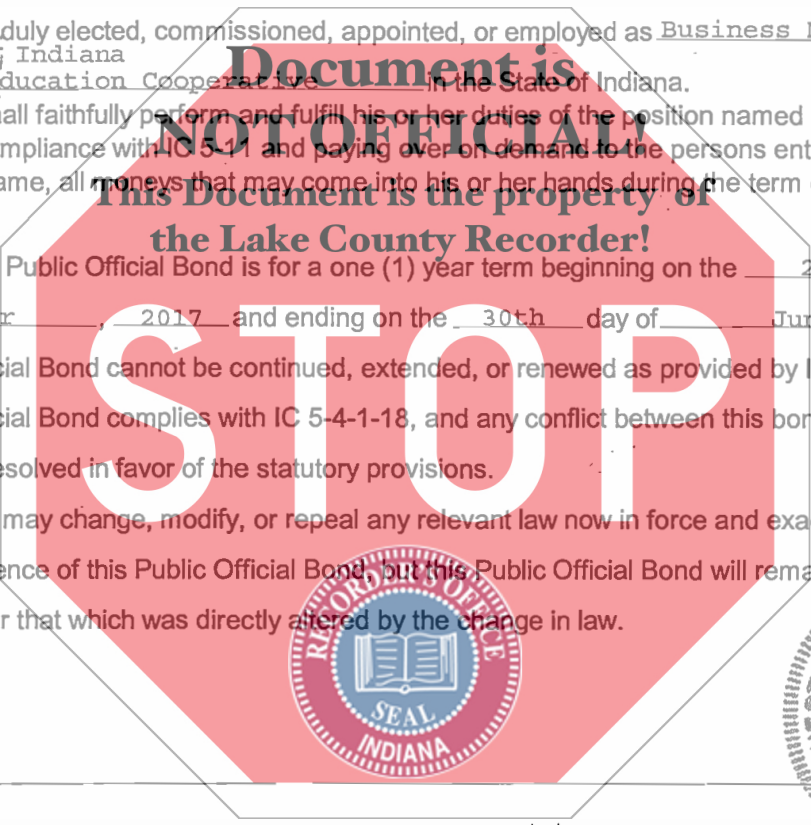 duly elected, commissioned, appointed, or employed as Business
Indiana
ducation Cooperative in the State of Indiana.
Document is
all faithfully perform and fulfill his or her duties of the position named
NOT OFFICIAL!
mpliance with IC 5-11 and paying over on demand to the persons ent
ame, all moneys that may come into his or her hands during the term
This Document is the property of
the Lake County Recorder!
Public Official Bond is for a one (1) year term beginning on the 2
r , 2017 and ending on the 30th day of Jun
STOP
cial Bond cannot be continued, extended, or renewed as provided by l
cial Bond complies with IC 5-4-1-18, and any conflict between this bon
esolved in favor of the statutory provisions.
may change, modify, or repeal any relevant law now in force and exa
ence of this Public Official Bond, but this Public Official Bond will rema
r that which was directly altered by the change in law.
RECORDER'S OFFICE
SEAL
INDIANA